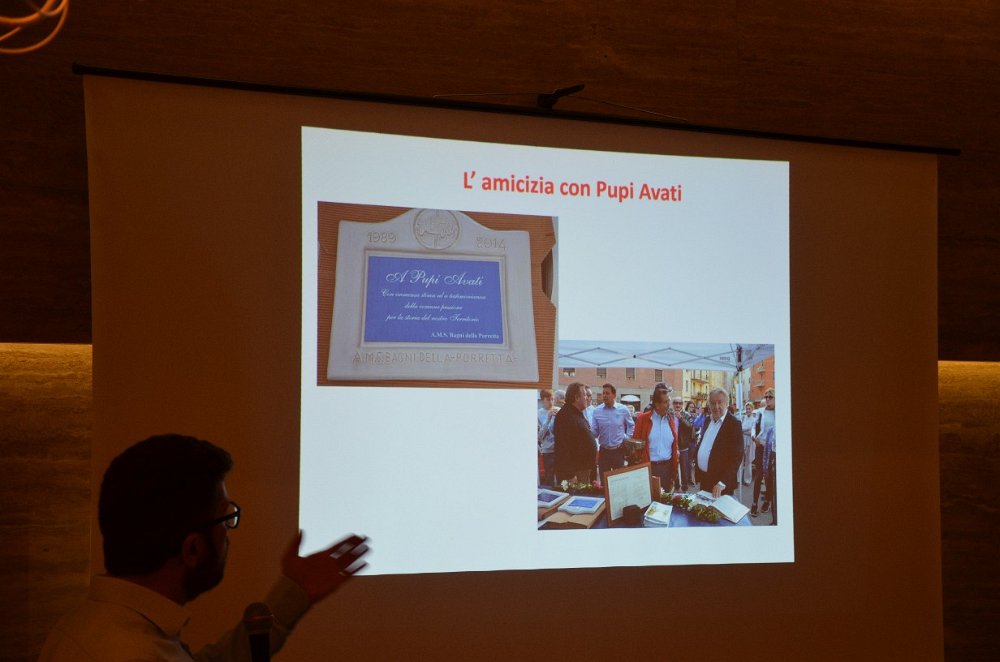 L' amicizia con Pupi Avati
1989 2014
A Pupi Avati
Con immensa stima ed a testimonianza
della comune passione
per la storia del nostro Territorio
A.M.S. Bagni della Porretta
A.M.S. BAGNI DELLA PORRETTA